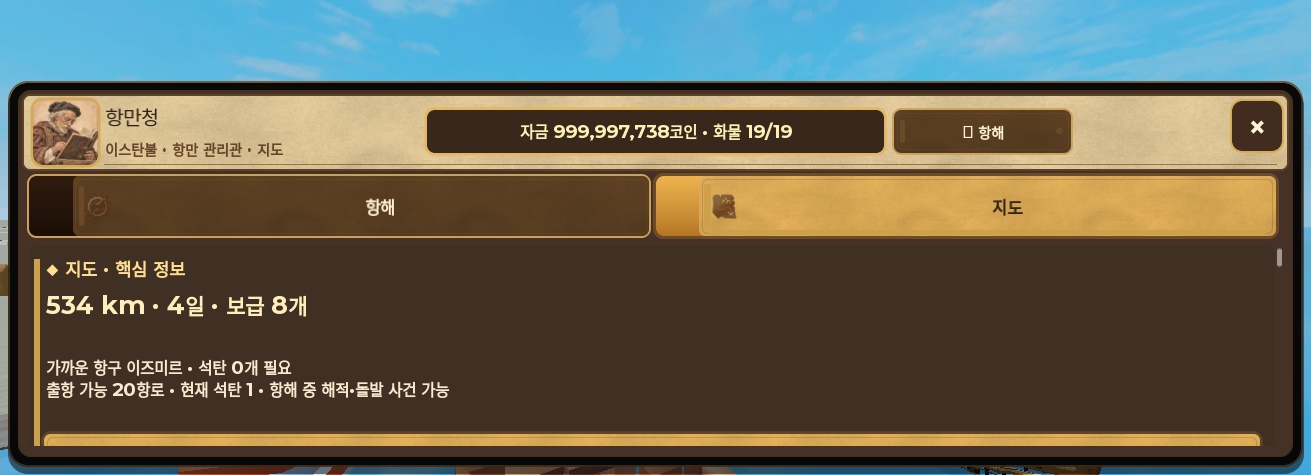 항만청
이스탄불 • 항만 관리관 • 지도
자금 999,997,738코인 • 화물 19/19
항해
×
항해
지도
◆ 지도 • 핵심 정보
534 km • 4일 • 보급 8개
가까운 항구 이즈미르 • 석탄 0개 필요
출항 가능 20항로 • 현재 석탄 1 • 항해 중 해적•돌발 사건 가능